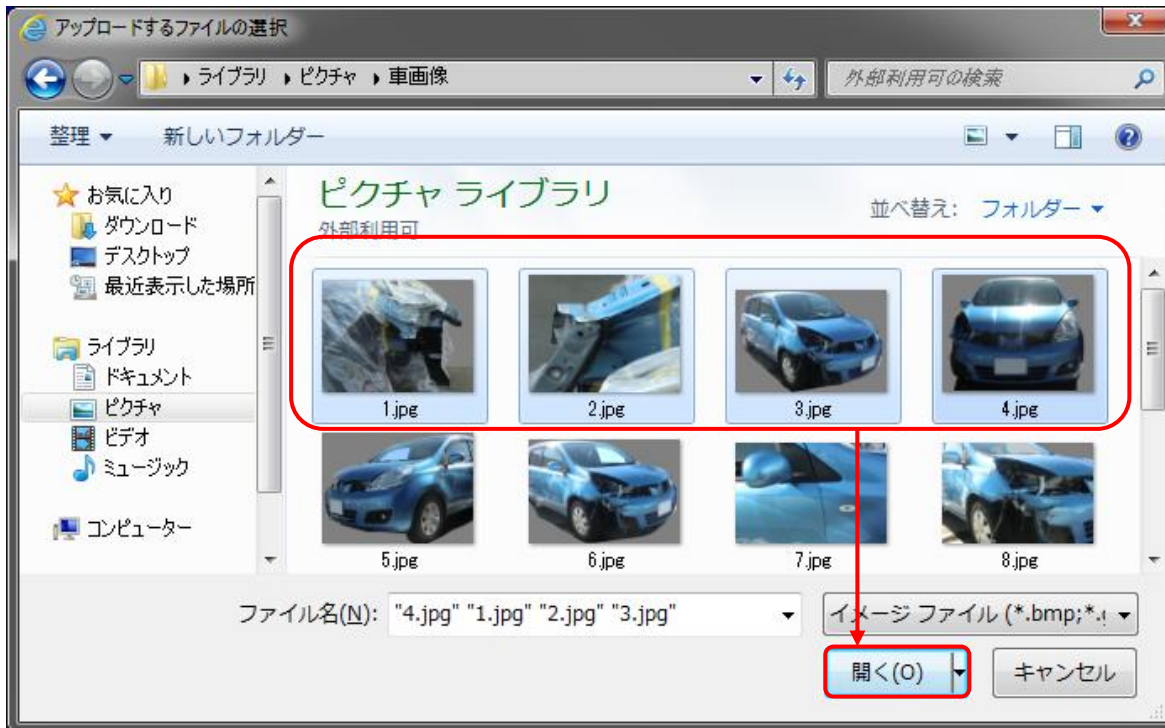 アップロードするファイルの選択
ライブラリ ピクチャ 車画像
外部利用可の検索
整理 新しいフォルダー
お気に入り
ダウンロード
デスクトップ
最近表示した場所
ライブラリ
ドキュメント
ピクチャ
ビデオ
ミュージック
コンピューター
ピクチャ ライブラリ
外部利用可
並べ替え: フォルダー
1.jpg 2.jpg 3.jpg 4.jpg
5.jpg 6.jpg 7.jpg 8.jpg
ファイル名(N): "4.jpg" "1.jpg" "2.jpg" "3.jpg"
イメージ ファイル (*.bmp;*.
開く(O) キャンセル